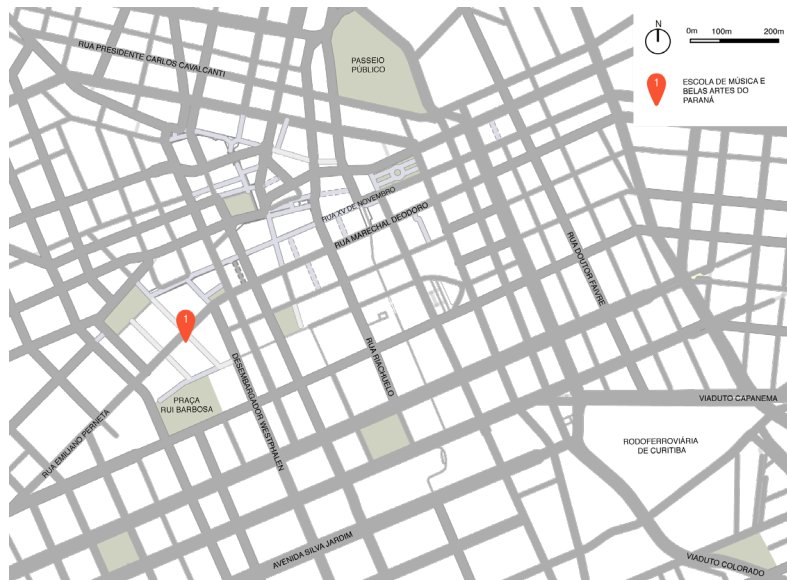 RUA PRESIDENTE CARLOS CAVALCANTI
PASSEIO
PÚBLICO
N
0m 100m 200m
1
ESCOLA DE MÚSICA E
BELAS ARTES DO
PARANÁ
RUA XV DE NOVEMBRO
RUA MARECHAL DEODORO
RUA DOUTOR FAIVRE
1
RUA RIACHUELO
DESEMBARGADOR WESTPHALEN
PRAÇA
RUI BARBOSA
RUA EMILIANO PERNETA
VIADUTO CAPANEMA
RODOFERROVIÁRIA
DE CURITIBA
AVENIDA SILVA JARDIM
VIADUTO COLORADO